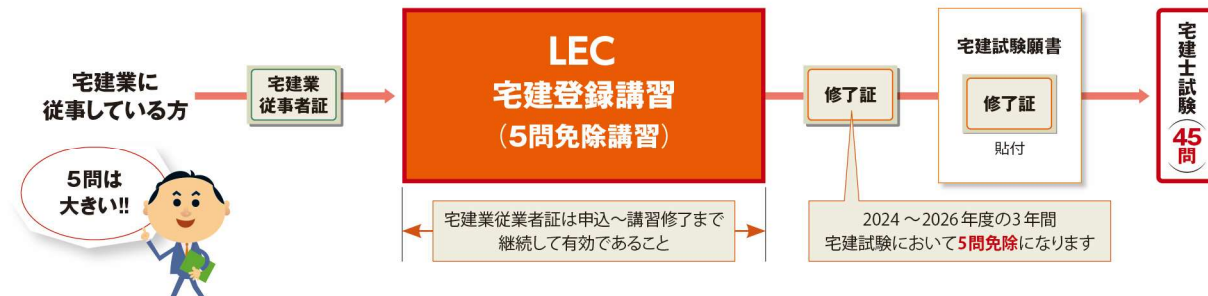 宅建業に
従事している方
宅建業
従事者証
LEC
宅建登録講習
（5問免除講習）
修了証
宅建試験願書
修了証
貼付
宅建士試験
45問
5問は
大きい!!
宅建業従業者証は申込～講習修了まで
継続して有効であること
2024～2026年度の3年間
宅建試験において5問免除になります